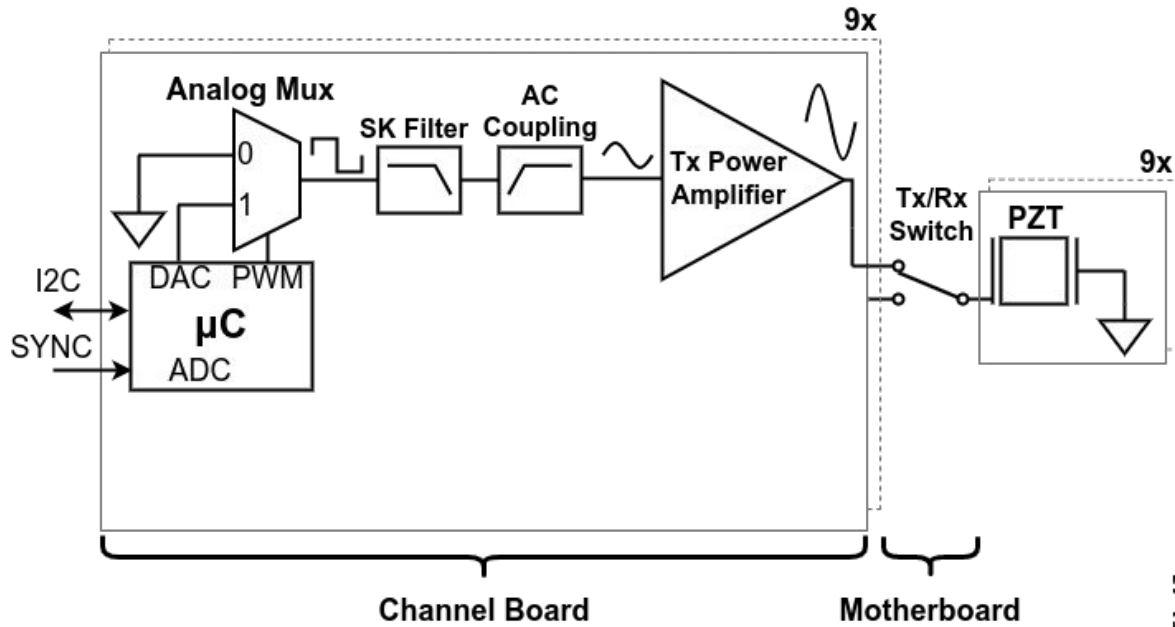 9x
Analog Mux
AC
Coupling
SK Filter
0
1
Tx Power
Amplifier
9x
Tx/Rx
Switch
PZT
DAC PWM
I2C
µC
SYNC
ADC
Channel Board
Motherboard